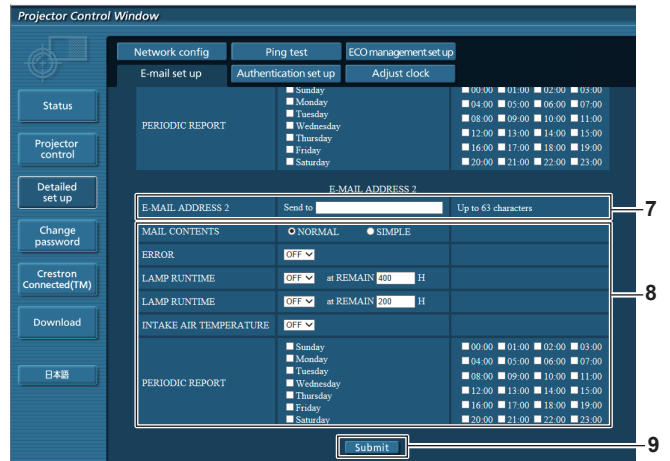 Projector Control Window
Network config Ping test ECO management set up
E-mail set up Authentication set up Adjust clock
Status
Projector control
Detailed set up
Change password
Crestron Connected(TM)
Download
日本語
PERIODIC REPORT
Sunday
Monday
Tuesday
Wednesday
Thursday
Friday
Saturday
00:00 01:00 02:00 03:00
04:00 05:00 06:00 07:00
08:00 09:00 10:00 11:00
12:00 13:00 14:00 15:00
16:00 17:00 18:00 19:00
20:00 21:00 22:00 23:00
E-MAIL ADDRESS 2
E-MAIL ADDRESS 2 Send to Up to 63 characters
7
MAIL CONTENTS NORMAL SIMPLE
ERROR OFF
LAMP RUNTIME OFF at REMAIN 400 H
8
LAMP RUNTIME OFF at REMAIN 200 H
INTAKE AIR TEMPERATURE OFF
PERIODIC REPORT
Sunday
Monday
Tuesday
Wednesday
Thursday
Friday
Saturday
00:00 01:00 02:00 03:00
04:00 05:00 06:00 07:00
08:00 09:00 10:00 11:00
12:00 13:00 14:00 15:00
16:00 17:00 18:00 19:00
20:00 21:00 22:00 23:00
Submit
9